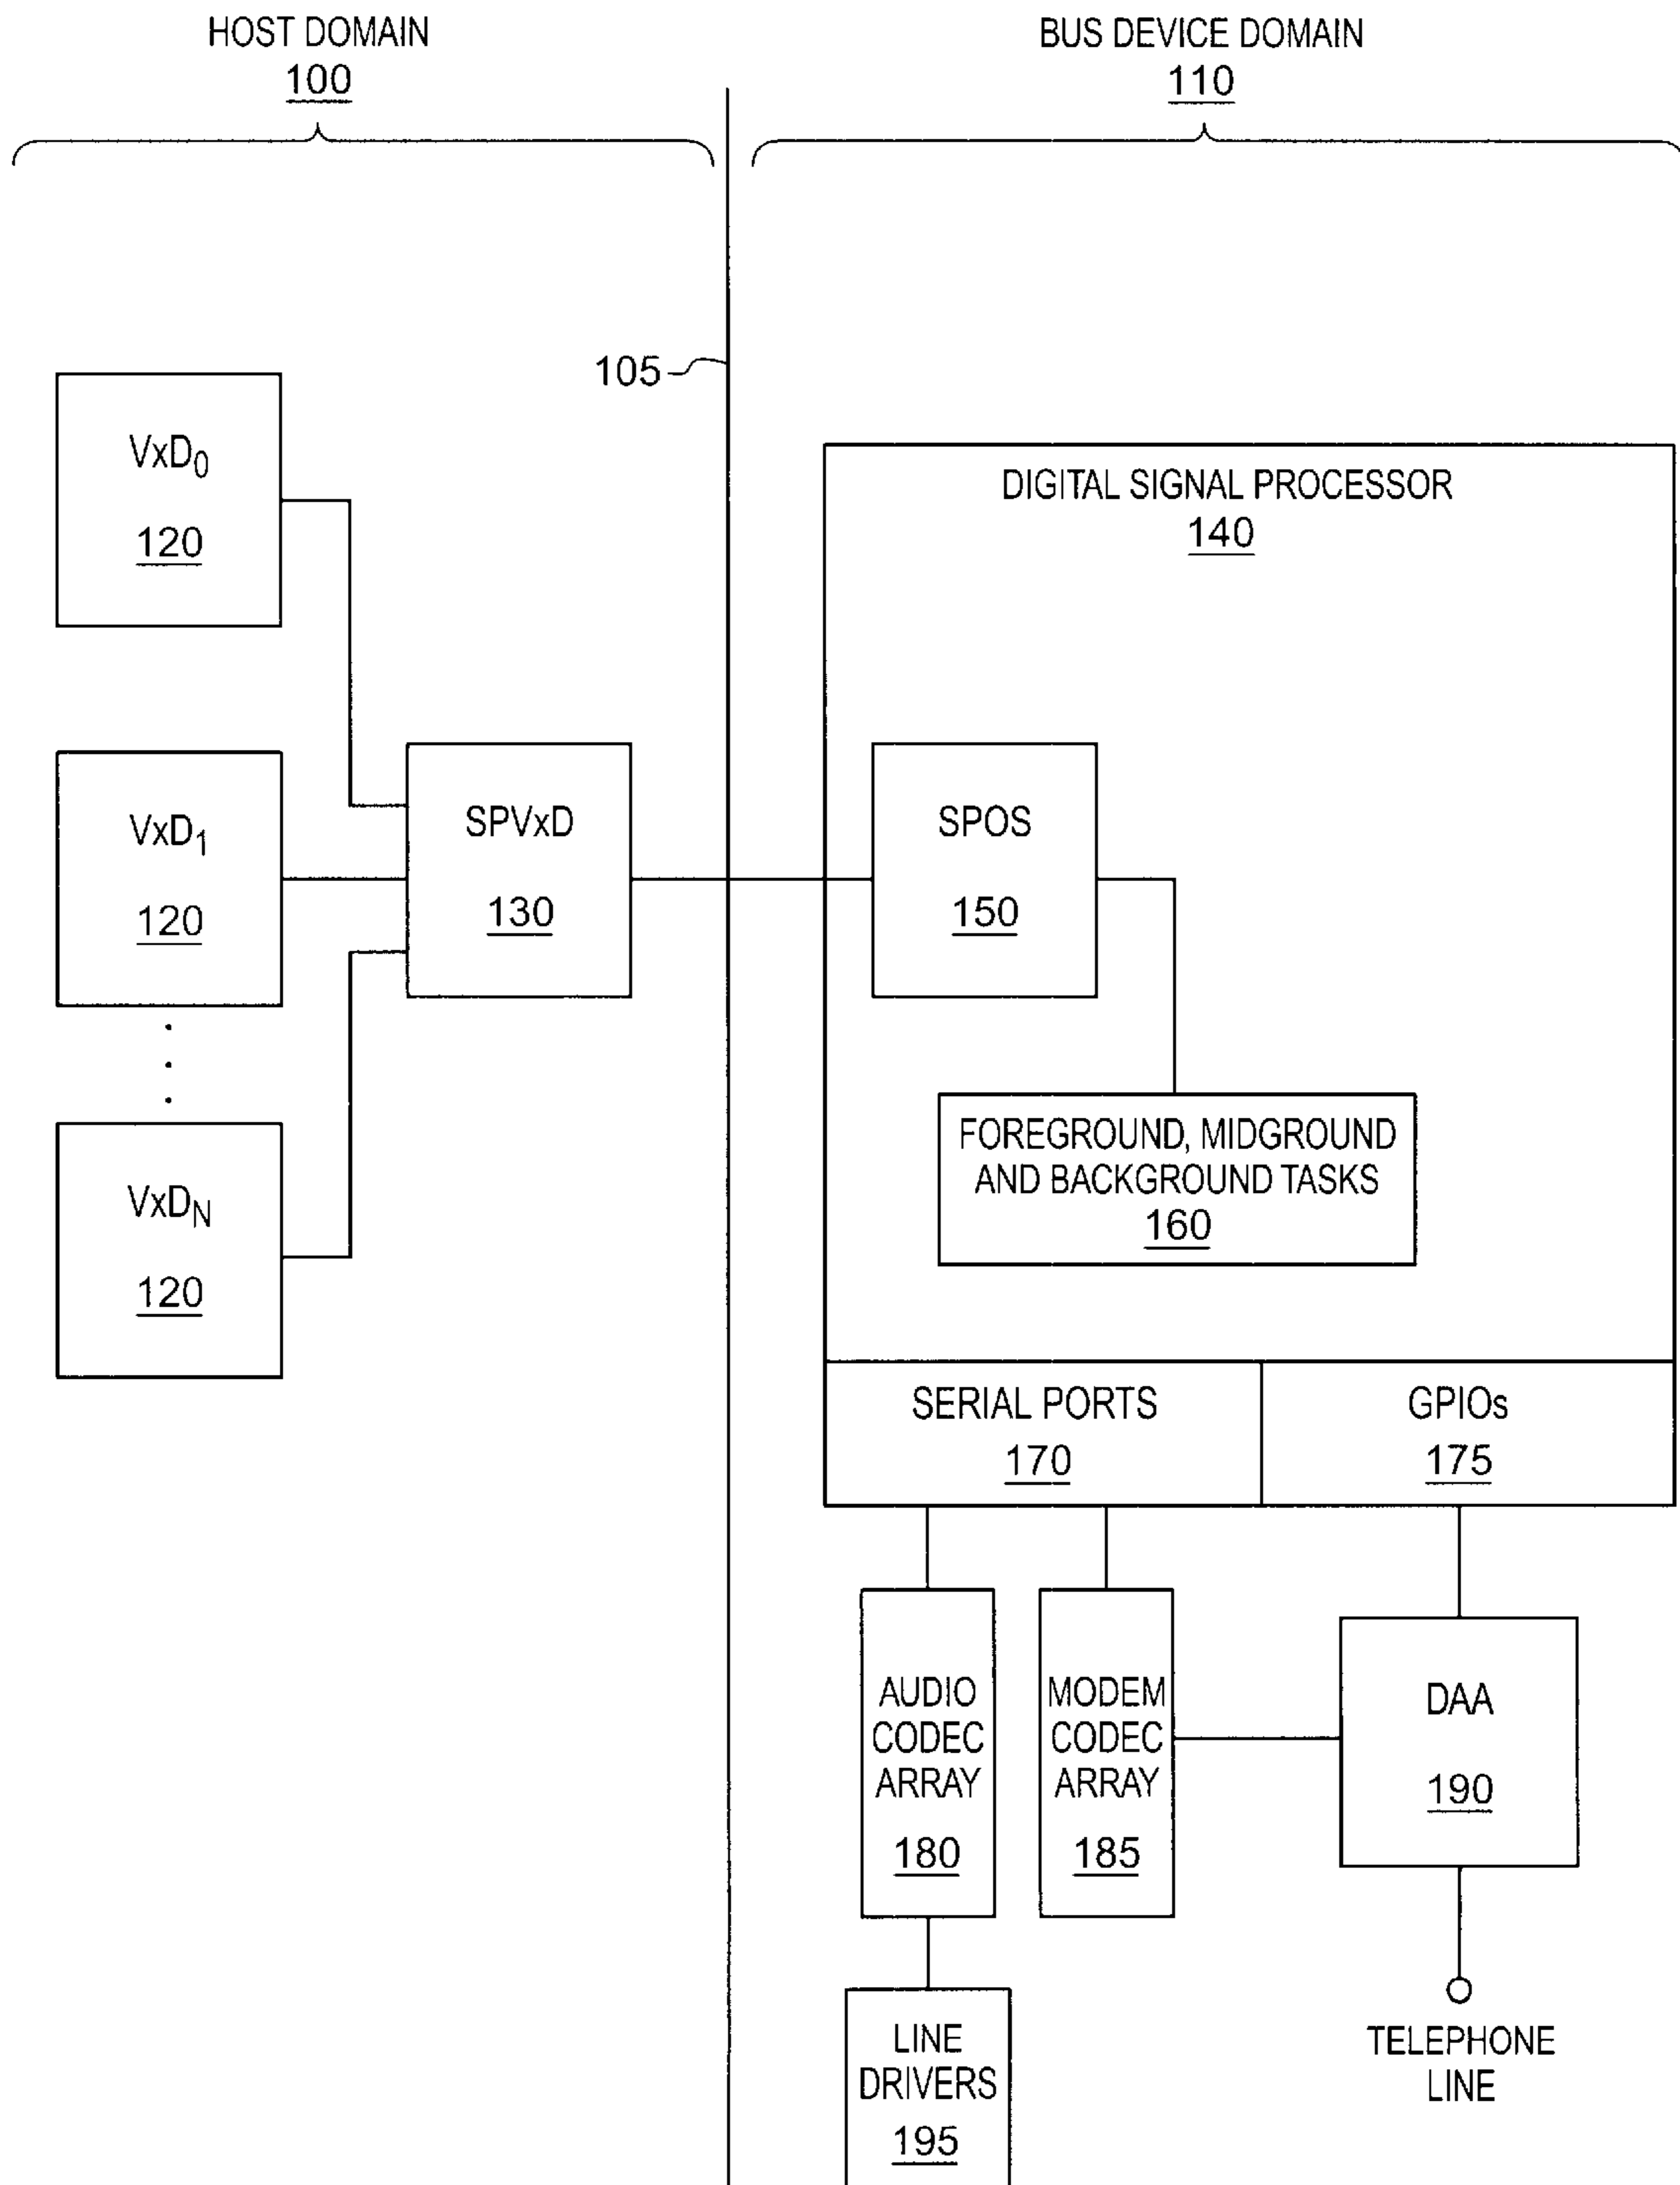 HOST DOMAIN
100
BUS DEVICE DOMAIN
110
105
VxD₀
120
VxD₁
120
VxD_N
120
SPVxD
130
DIGITAL SIGNAL PROCESSOR
140
SPOS
150
FOREGROUND, MIDGROUND
AND BACKGROUND TASKS
160
SERIAL PORTS
170
GPIOs
175
AUDIO
CODEC
ARRAY
180
MODEM
CODEC
ARRAY
185
DAA
190
LINE
DRIVERS
195
TELEPHONE
LINE